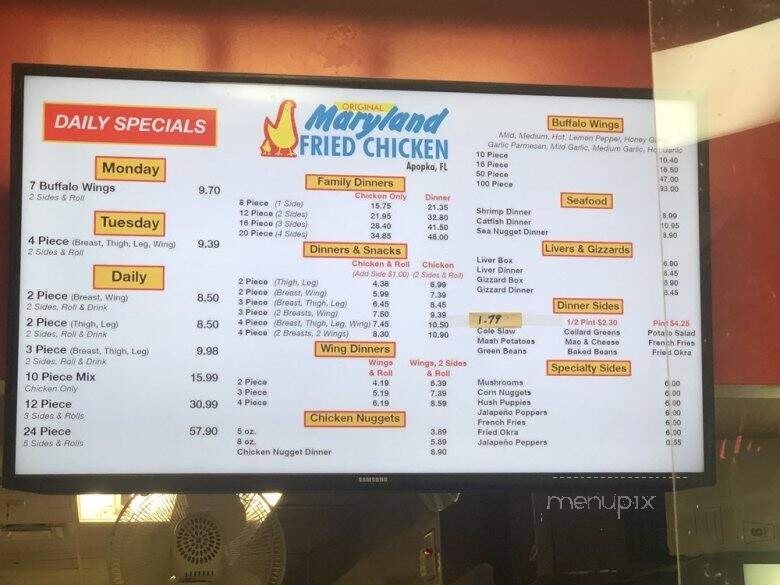 DAILY SPECIALS
Monday
7 Buffalo Wings 9.70
2 Sides & Roll
Tuesday
4 Piece (Breast, Thigh, Leg, Wing) 9.39
2 Sides & Roll
Daily
2 Piece (Breast, Wing) 8.50
2 Sides, Roll & Drink
2 Piece (Thigh, Leg) 8.50
2 Sides, Roll & Drink
3 Piece (Breast, Thigh, Leg) 9.98
2 Sides, Roll & Drink
10 Piece Mix 15.99
Chicken Only
12 Piece 30.99
3 Sides & Rolls
24 Piece 57.90
5 Sides & Rolls
ORIGINAL
Maryland
FRIED CHICKEN
Apopka, FL
Family Dinners
Chicken Only Dinner
8 Piece (1 Side) 15.75 21.35
12 Piece (2 Sides) 21.95 32.80
16 Piece (3 Sides) 28.40 41.50
20 Piece (4 Sides) 34.85 48.00
Dinners & Snacks
Chicken & Roll Chicken
(Add Side $1.00) (2 Sides & Roll)
2 Piece (Thigh, Leg) 4.38 6.99
2 Piece (Breast, Wing) 5.99 7.39
3 Piece (Breast, Thigh, Leg) 6.45 8.45
3 Piece (2 Breasts, Wing) 7.50 9.39
4 Piece (Breast, Thigh, Leg, Wing) 7.45 10.50
4 Piece (2 Breasts, 2 Wings) 8.30 10.90
Wing Dinners
Wings Wings, 2 Sides
& Roll & Roll
2 Piece 4.19 6.39
3 Piece 5.19 7.39
4 Piece 6.19 8.59
Chicken Nuggets
5 oz. 3.89
8 oz. 5.89
Chicken Nugget Dinner 8.90
Buffalo Wings
Mild, Medium, Hot, Lemon Pepper, Honey
Garlic Parmesan, Mild Garlic, Medium Garlic, Hot Garlic
10 Piece 10.40
16 Piece 16.50
50 Piece 47.00
100 Piece 93.00
Seafood
Shrimp Dinner 8.99
Catfish Dinner 10.95
Sea Nugget Dinner 8.90
Livers & Gizzards
Liver Box 6.90
Liver Dinner 8.45
Gizzard Box 6.90
Gizzard Dinner 8.45
Dinner Sides
1.79 1/2 Pint $2.30 Pint $4.25
Cole Slaw Collard Greens Potato Salad
Mash Potatoes Mac & Cheese French Fries
Green Beans Baked Beans Fried Okra
Specialty Sides
Mushrooms 6.00
Corn Nuggets 6.00
Hush Puppies 6.00
Jalapeño Poppers 6.00
French Fries 6.00
Fried Okra 6.00
Jalapeño Peppers 0.55
SAMSUNG
menupix